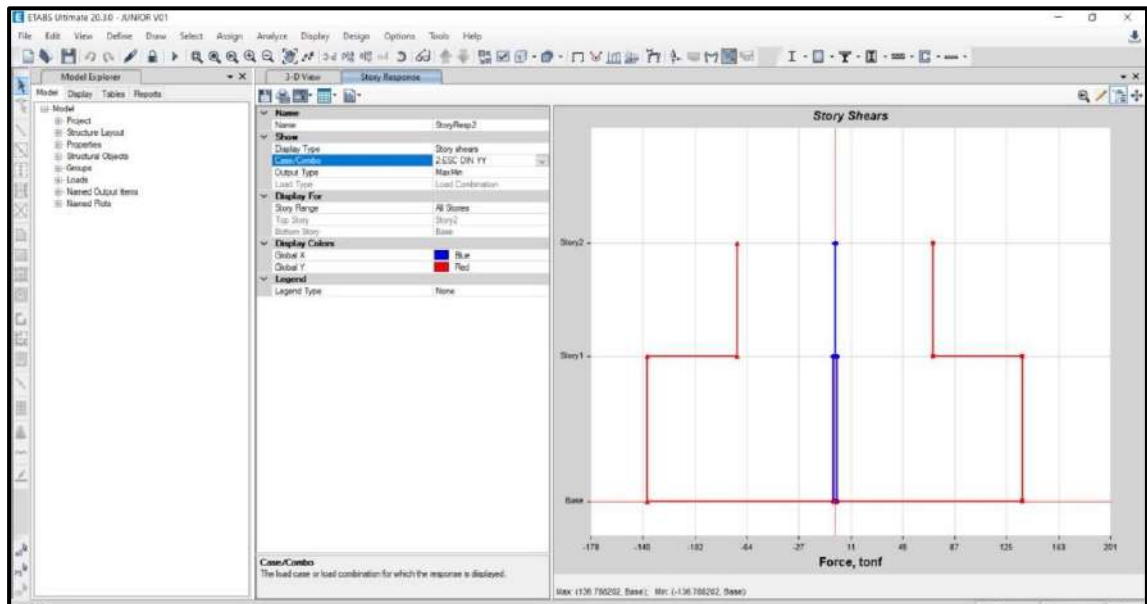 ETABS Ultimate 20.3.0 - JUNIOR V01
File Edit View Define Draw Select Assign Analyze Display Design Options Tools Help
Model Explorer
3-D View Story Response
Model Display Tables Reports
Model
Project
Structure Layout
Properties
Structural Objects
Groups
Loads
Named Output Items
Named Plots
Name
Name StoryResp2
Show
Display Type Story shears
Case/Combo 2.ESC DIN YY
Output Type Max Min
Load Type Load Combination
Display For
Story Range All Stories
Top Story Story2
Bottom Story Base
Display Colors
Global X Blue
Global Y Red
Legend
Legend Type None
Case/Combo
The load case or load combination for which the response is displayed.
Story Shears
Story2
Story1
Base
-178 -140 -102 -64 -27 11 49 87 125 163 201
Force, tonf
Max: (136.788202, Base); Min: (-136.788202, Base)